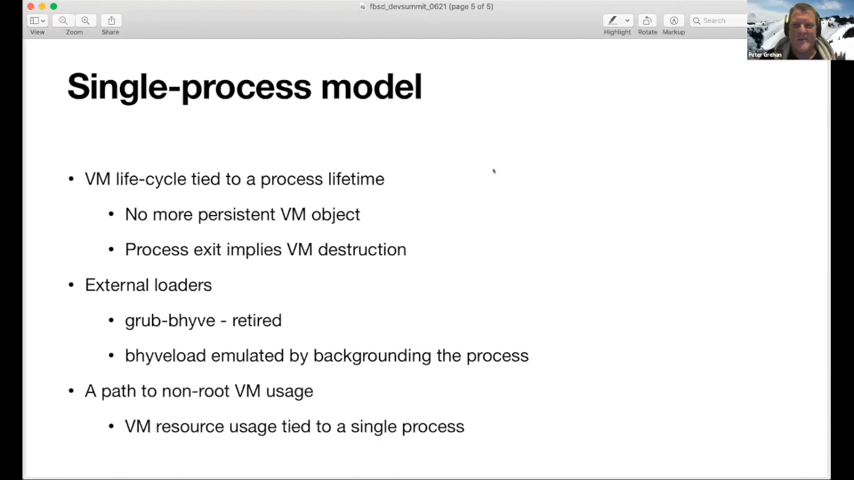 fbsd_devsummit_0621 (page 5 of 5)
View
Zoom
Share
Highlight
Rotate
Markup
Search
Peter Grehan
Single-process model
• VM life-cycle tied to a process lifetime
• No more persistent VM object
• Process exit implies VM destruction
• External loaders
• grub-bhyve - retired
• bhyveload emulated by backgrounding the process
• A path to non-root VM usage
• VM resource usage tied to a single process